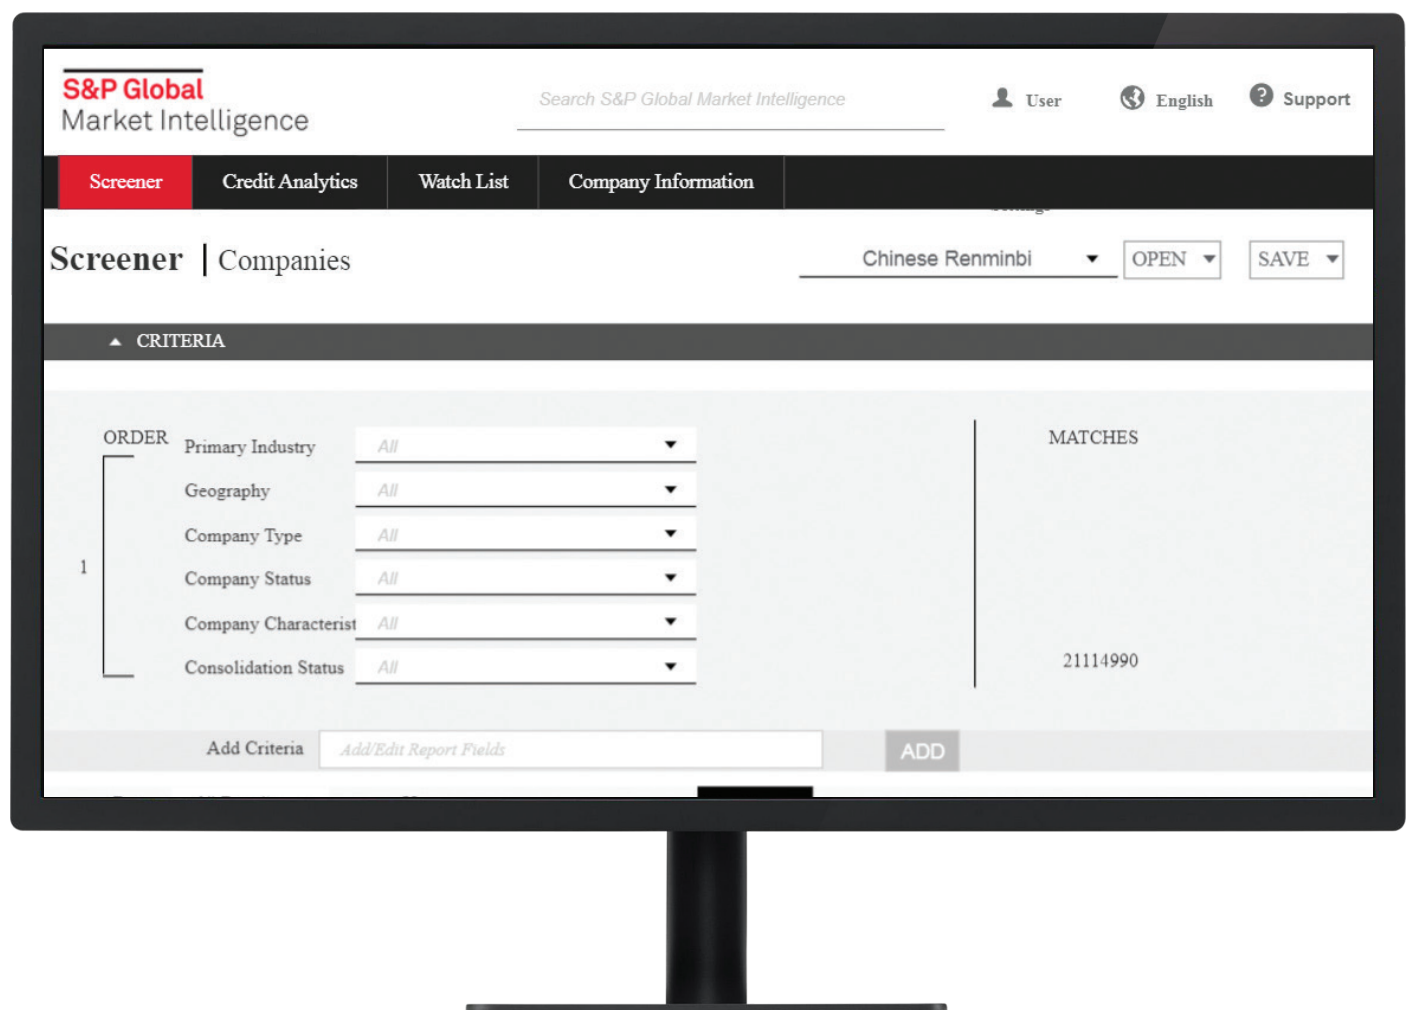 S&P Global
Market Intelligence
Search S&P Global Market Intelligence
User
English
Support
Screener
Credit Analytics
Watch List
Company Information
Screener | Companies
Chinese Renminbi
OPEN
SAVE
CRITERIA
ORDER
MATCHES
Primary Industry All
Geography All
Company Type All
1
Company Status All
Company Characterist All
Consolidation Status All
21114990
Add Criteria Add/Edit Report Fields
ADD